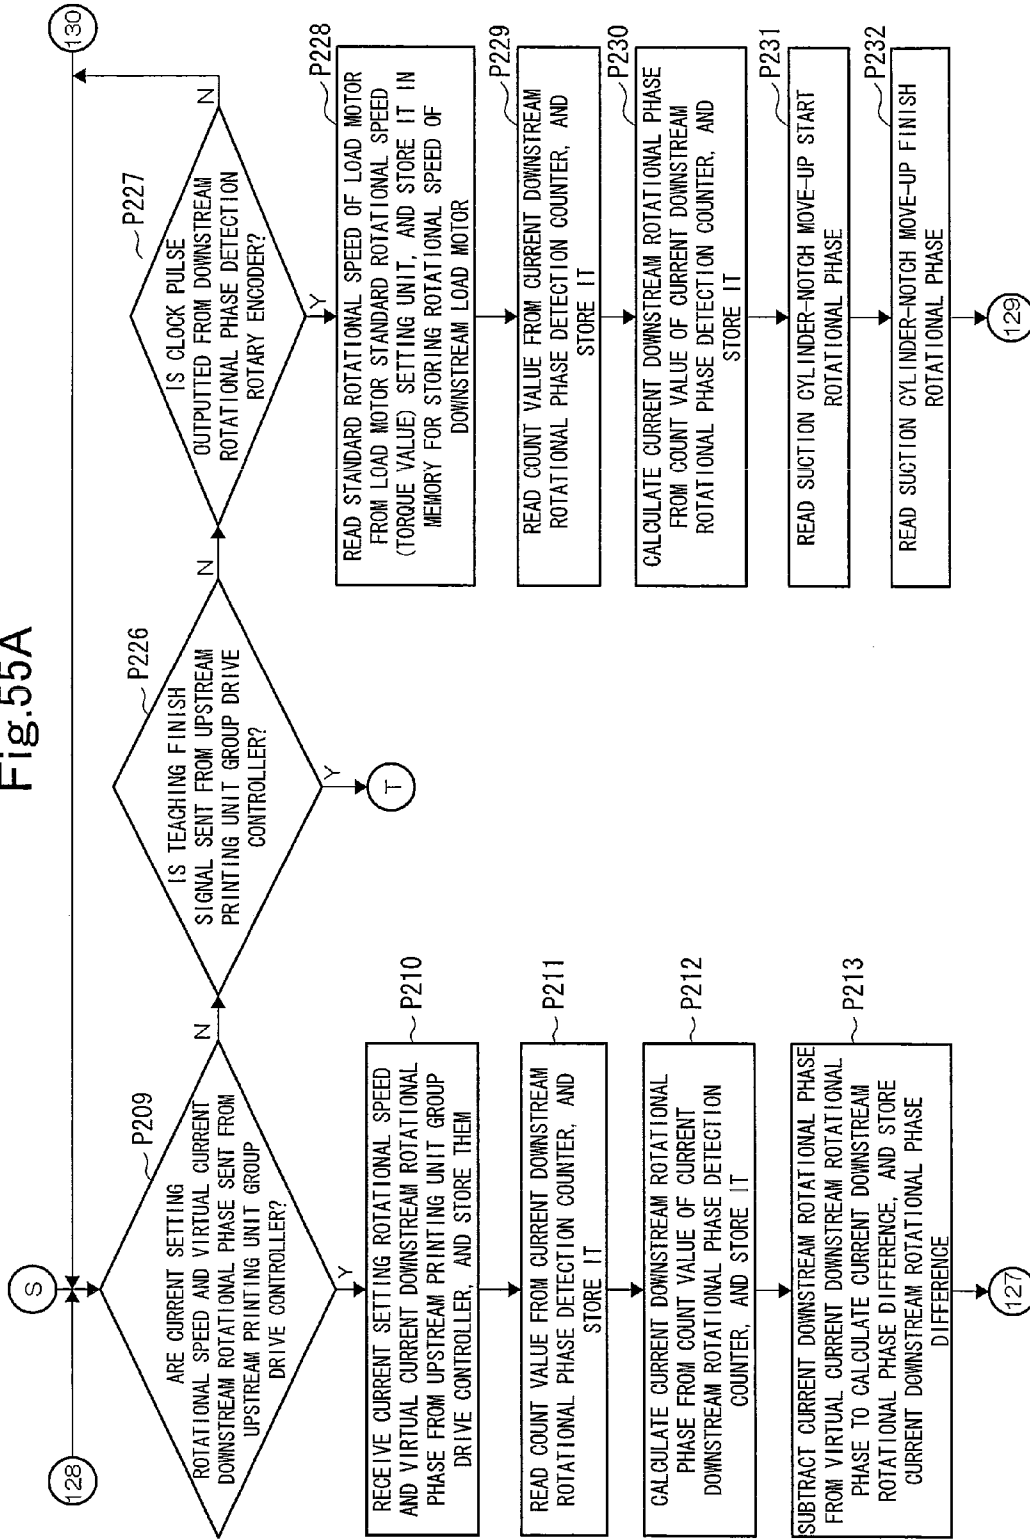 Fig.55A
128
S
130
P209
ARE CURRENT SETTING
ROTATIONAL SPEED AND VIRTUAL CURRENT
DOWNSTREAM ROTATIONAL PHASE SENT FROM
UPSTREAM PRINTING UNIT GROUP
DRIVE CONTROLLER?
N
Y
P210
RECEIVE CURRENT SETTING ROTATIONAL SPEED
AND VIRTUAL CURRENT DOWNSTREAM ROTATIONAL
PHASE FROM UPSTREAM PRINTING UNIT GROUP
DRIVE CONTROLLER, AND STORE THEM
P211
READ COUNT VALUE FROM CURRENT DOWNSTREAM
ROTATIONAL PHASE DETECTION COUNTER, AND
STORE IT
P212
CALCULATE CURRENT DOWNSTREAM ROTATIONAL
PHASE FROM COUNT VALUE OF CURRENT
DOWNSTREAM ROTATIONAL PHASE DETECTION
COUNTER, AND STORE IT
P213
SUBTRACT CURRENT DOWNSTREAM ROTATIONAL PHASE
FROM VIRTUAL CURRENT DOWNSTREAM ROTATIONAL
PHASE TO CALCULATE CURRENT DOWNSTREAM
ROTATIONAL PHASE DIFFERENCE, AND STORE
CURRENT DOWNSTREAM ROTATIONAL PHASE
DIFFERENCE
127
P226
IS TEACHING FINISH
SIGNAL SENT FROM UPSTREAM
PRINTING UNIT GROUP DRIVE
CONTROLLER?
N
Y
T
P227
IS CLOCK PULSE
OUTPUTTED FROM DOWNSTREAM
ROTATIONAL PHASE DETECTION
ROTARY ENCODER?
N
Y
P228
READ STANDARD ROTATIONAL SPEED OF LOAD MOTOR
FROM LOAD MOTOR STANDARD ROTATIONAL SPEED
(TORQUE VALUE) SETTING UNIT, AND STORE IT IN
MEMORY FOR STORING ROTATIONAL SPEED OF
DOWNSTREAM LOAD MOTOR
P229
READ COUNT VALUE FROM CURRENT DOWNSTREAM
ROTATIONAL PHASE DETECTION COUNTER, AND
STORE IT
P230
CALCULATE CURRENT DOWNSTREAM ROTATIONAL PHASE
FROM COUNT VALUE OF CURRENT DOWNSTREAM
ROTATIONAL PHASE DETECTION COUNTER, AND
STORE IT
P231
READ SUCTION CYLINDER-NOTCH MOVE-UP START
ROTATIONAL PHASE
P232
READ SUCTION CYLINDER-NOTCH MOVE-UP FINISH
ROTATIONAL PHASE
129